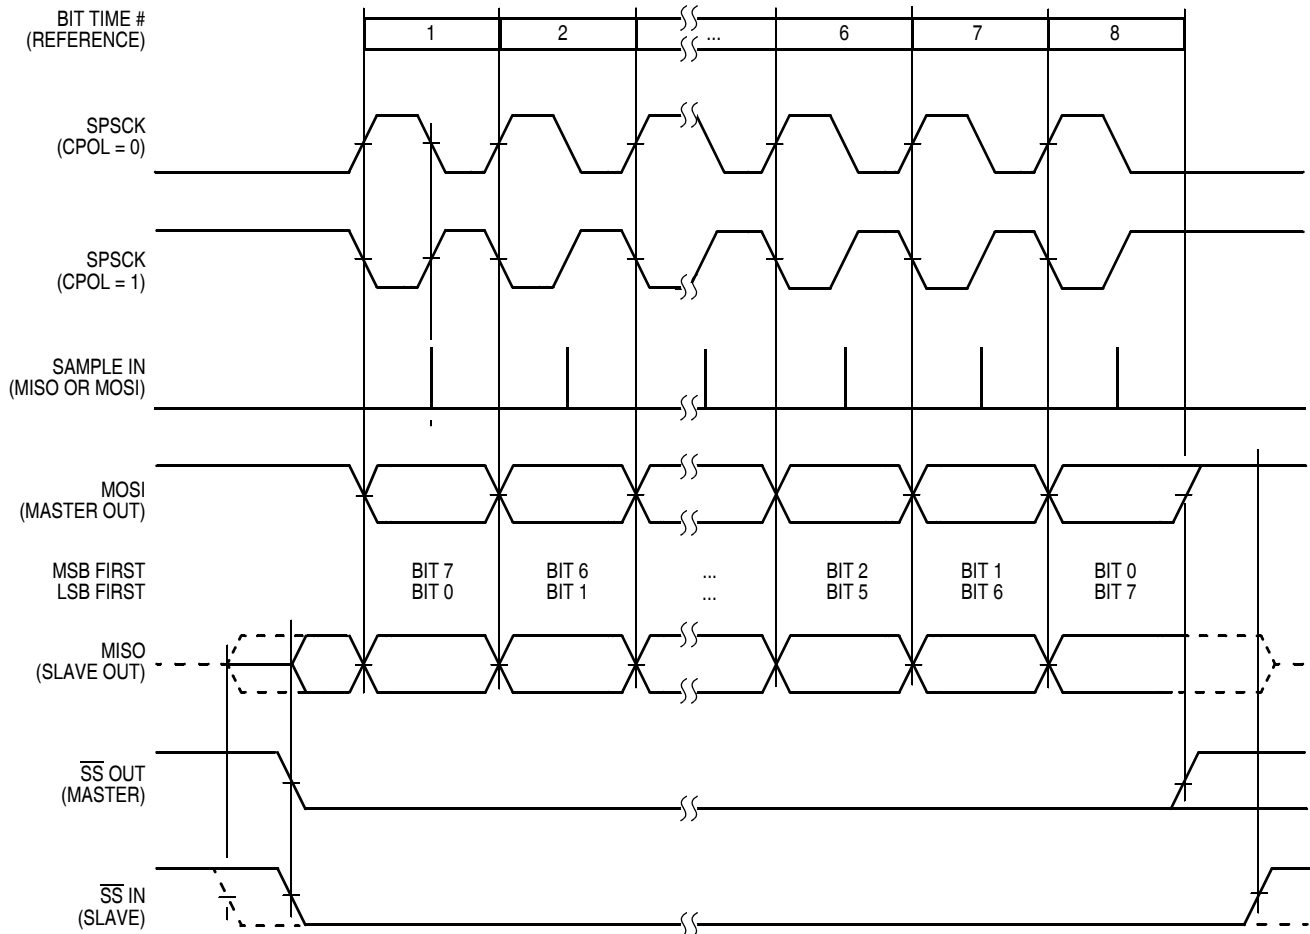 BIT TIME #
(REFERENCE)
1 2 ... 6 7 8
SPSCK
(CPOL = 0)
SPSCK
(CPOL = 1)
SAMPLE IN
(MISO OR MOSI)
MOSI
(MASTER OUT)
MSB FIRST BIT 7 BIT 6 ... BIT 2 BIT 1 BIT 0
LSB FIRST BIT 0 BIT 1 ... BIT 5 BIT 6 BIT 7
MISO
(SLAVE OUT)
S̅S̅ OUT
(MASTER)
S̅S̅ IN
(SLAVE)